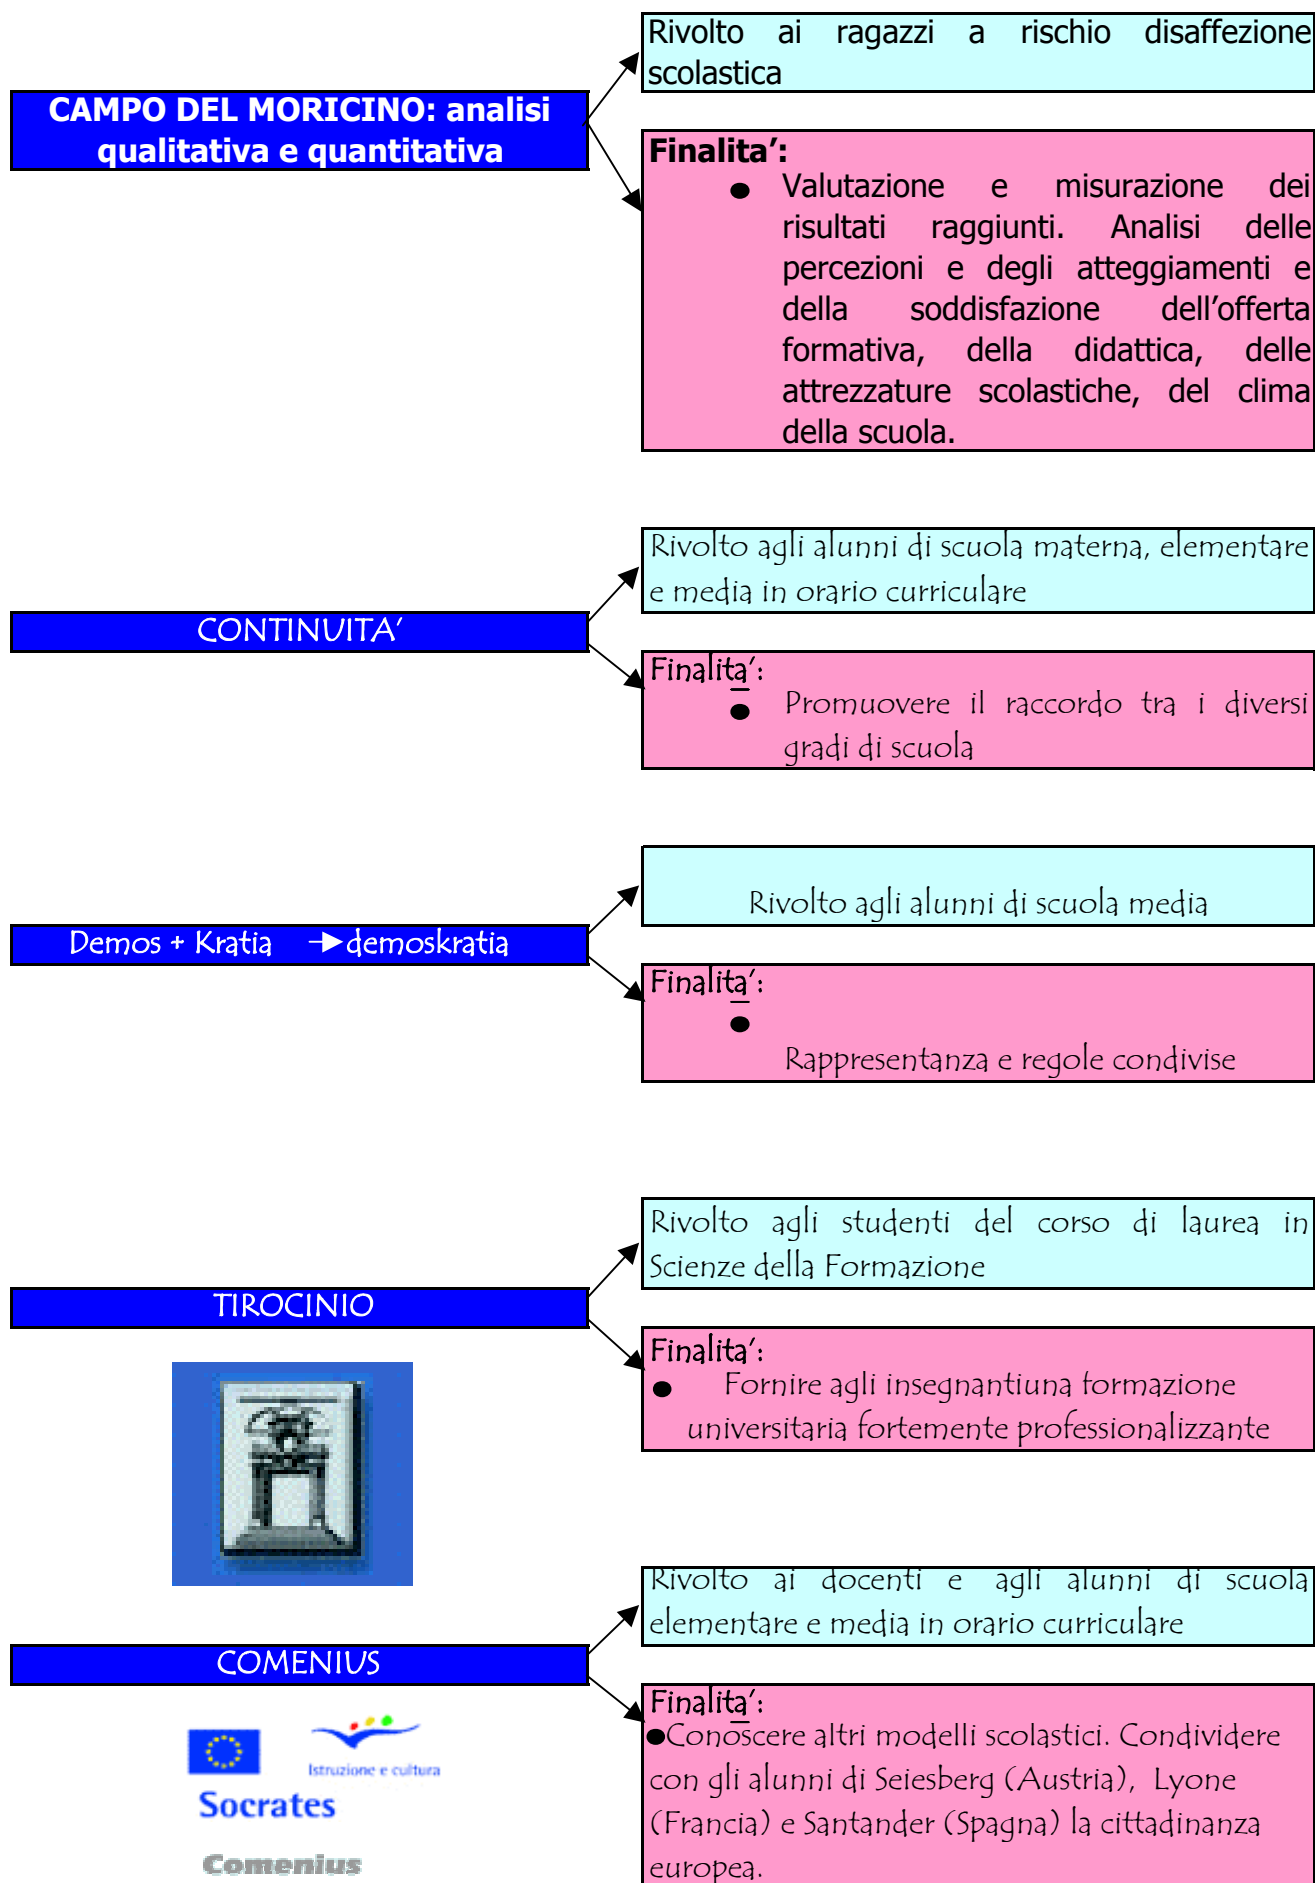 CAMPO DEL MORICINO: analisi
qualitativa e quantitativa
Rivolto ai ragazzi a rischio disaffezione
scolastica
Finalita’:
● Valutazione e misurazione dei
risultati raggiunti. Analisi delle
percezioni e degli atteggiamenti e
della soddisfazione dell’offerta
formativa, della didattica, delle
attrezzature scolastiche, del clima
della scuola.
CONTINUITA’
Rivolto agli alunni di scuola materna, elementare
e media in orario curriculare
Finalita’:
● Promuovere il raccordo tra i diversi
gradi di scuola
Demos + Kratia → demoskratia
Rivolto agli alunni di scuola media
Finalita’:
●
Rappresentanza e regole condivise
TIROCINIO
Rivolto agli studenti del corso di laurea in
Scienze della Formazione
Finalita’:
● Fornire agli insegnantiuna formazione
universitaria fortemente professionalizzante
COMENIUS
Rivolto ai docenti e agli alunni di scuola
elementare e media in orario curriculare
Finalita’:
●Conoscere altri modelli scolastici. Condividere
con gli alunni di Seiesberg (Austria), Lyone
(Francia) e Santander (Spagna) la cittadinanza
europea.
Istruzione e cultura
Socrates
Comenius